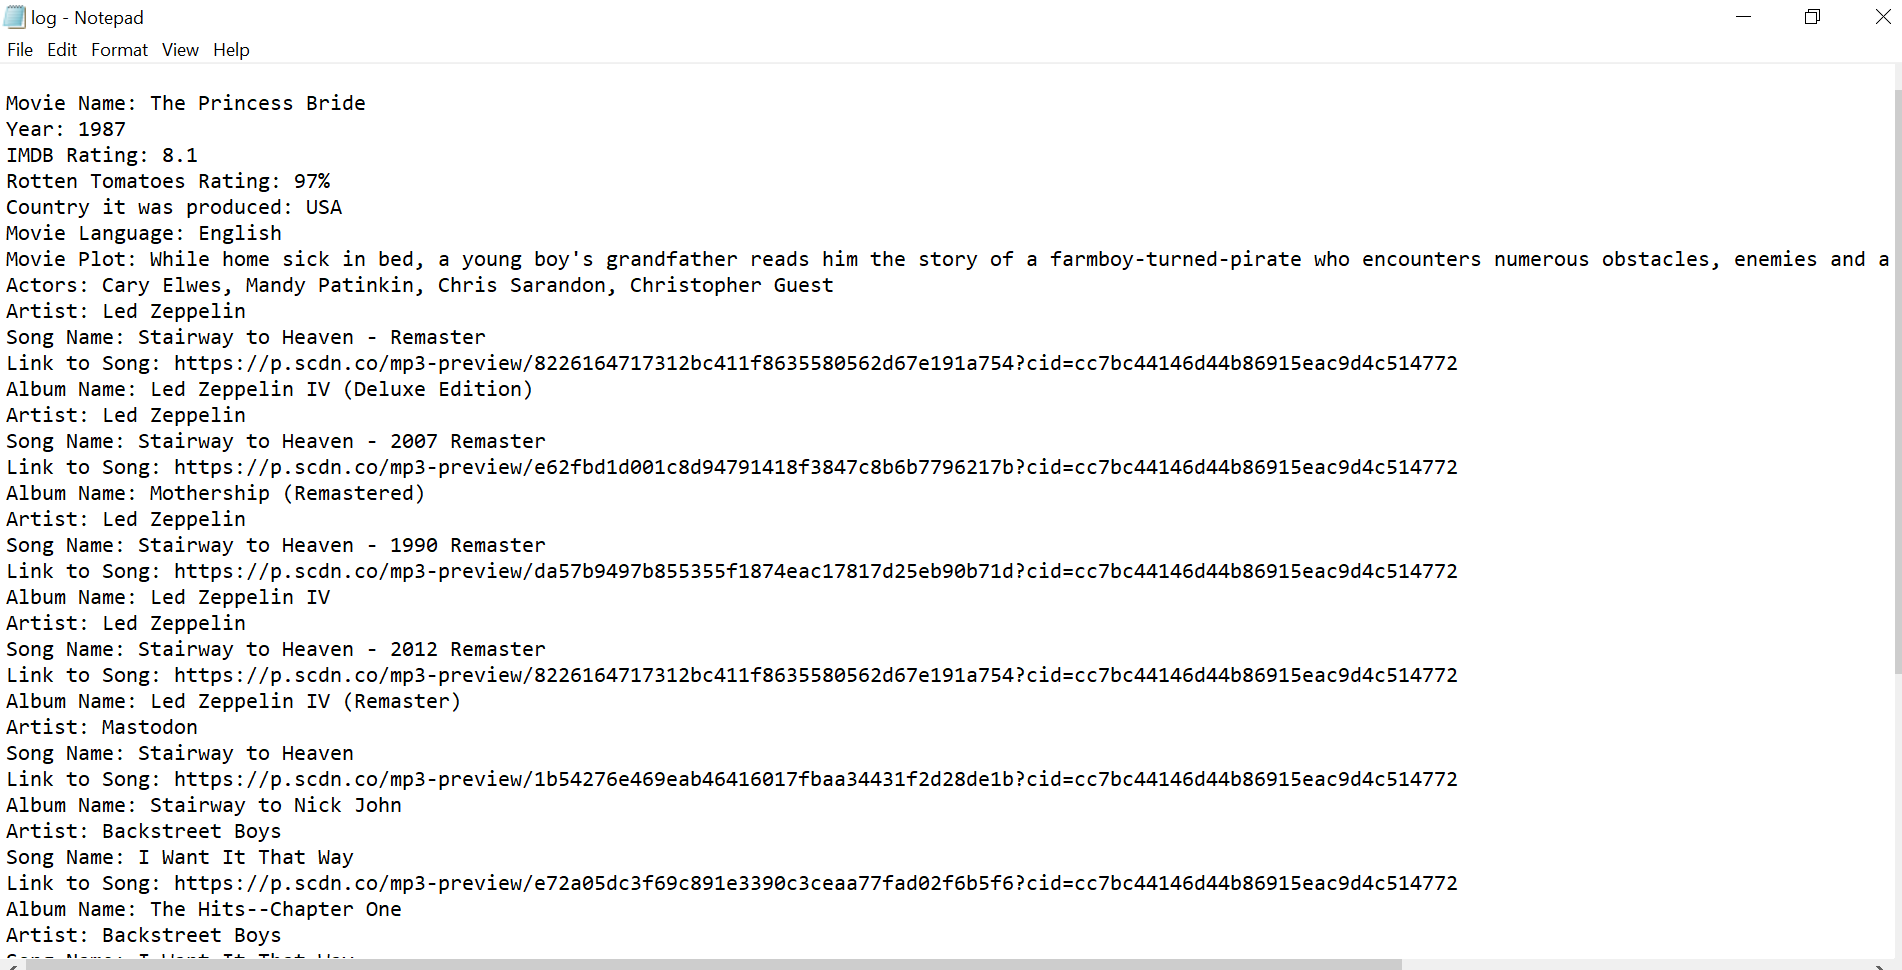 log - Notepad
File Edit Format View Help
Movie Name: The Princess Bride
Year: 1987
IMDB Rating: 8.1
Rotten Tomatoes Rating: 97%
Country it was produced: USA
Movie Language: English
Movie Plot: While home sick in bed, a young boy's grandfather reads him the story of a farmboy-turned-pirate who encounters numerous obstacles, enemies and a
Actors: Cary Elwes, Mandy Patinkin, Chris Sarandon, Christopher Guest
Artist: Led Zeppelin
Song Name: Stairway to Heaven - Remaster
Link to Song: https://p.scdn.co/mp3-preview/8226164717312bc411f8635580562d67e191a754?cid=cc7bc44146d44b86915eac9d4c514772
Album Name: Led Zeppelin IV (Deluxe Edition)
Artist: Led Zeppelin
Song Name: Stairway to Heaven - 2007 Remaster
Link to Song: https://p.scdn.co/mp3-preview/e62fbd1d001c8d94791418f3847c8b6b7796217b?cid=cc7bc44146d44b86915eac9d4c514772
Album Name: Mothership (Remastered)
Artist: Led Zeppelin
Song Name: Stairway to Heaven - 1990 Remaster
Link to Song: https://p.scdn.co/mp3-preview/da57b9497b855355f1874eac17817d25eb90b71d?cid=cc7bc44146d44b86915eac9d4c514772
Album Name: Led Zeppelin IV
Artist: Led Zeppelin
Song Name: Stairway to Heaven - 2012 Remaster
Link to Song: https://p.scdn.co/mp3-preview/8226164717312bc411f8635580562d67e191a754?cid=cc7bc44146d44b86915eac9d4c514772
Album Name: Led Zeppelin IV (Remaster)
Artist: Mastodon
Song Name: Stairway to Heaven
Link to Song: https://p.scdn.co/mp3-preview/1b54276e469eab46416017fbaa34431f2d28de1b?cid=cc7bc44146d44b86915eac9d4c514772
Album Name: Stairway to Nick John
Artist: Backstreet Boys
Song Name: I Want It That Way
Link to Song: https://p.scdn.co/mp3-preview/e72a05dc3f69c891e3390c3ceaa77fad02f6b5f6?cid=cc7bc44146d44b86915eac9d4c514772
Album Name: The Hits--Chapter One
Artist: Backstreet Boys
Song Name: I Want It That Way